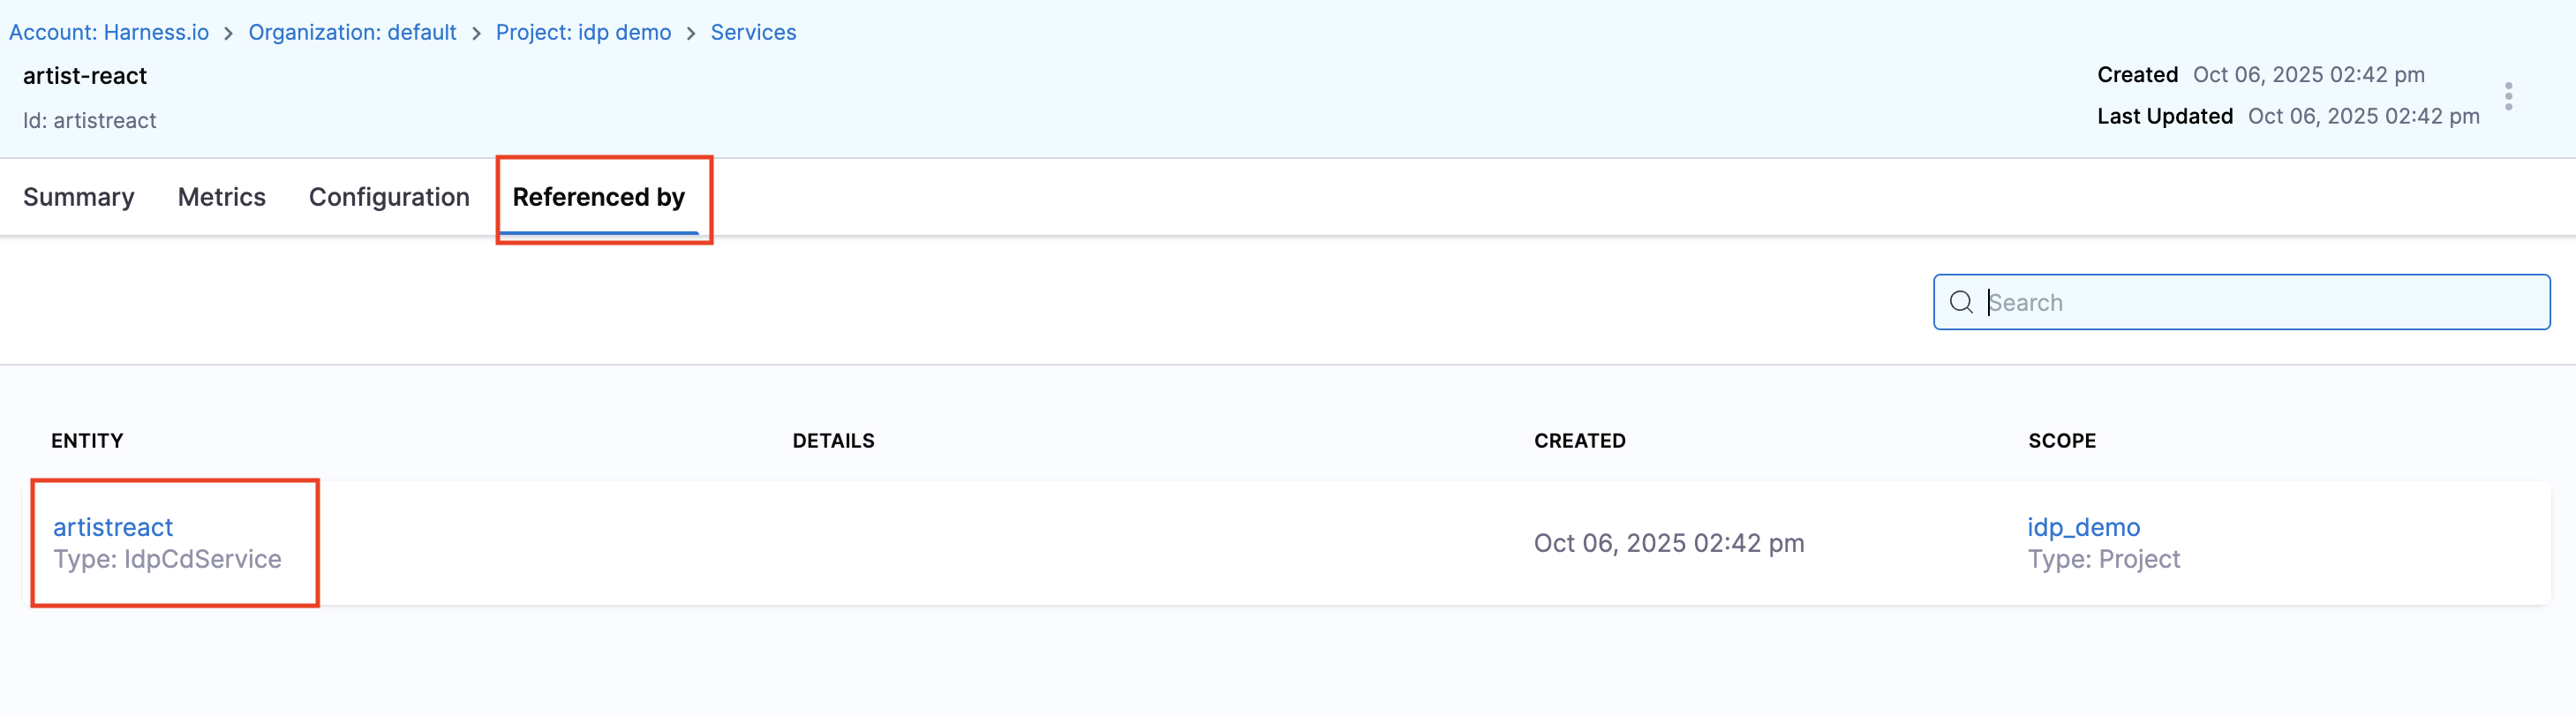 Account: Harness.io > Organization: default > Project: idp demo > Services
artist-react
Id: artistreact
Created Oct 06, 2025 02:42 pm
Last Updated Oct 06, 2025 02:42 pm
Summary Metrics Configuration Referenced by
Search
ENTITY DETAILS CREATED SCOPE
artistreact
Type: IdpCdService
Oct 06, 2025 02:42 pm
idp_demo
Type: Project